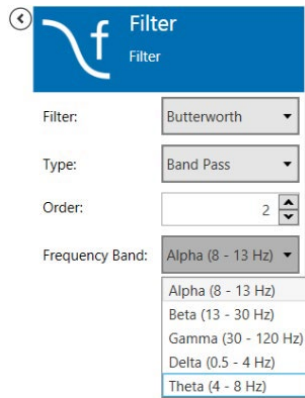 Filter
Filter
Filter: Butterworth
Type: Band Pass
Order: 2
Frequency Band: Alpha (8 - 13 Hz)
Alpha (8 - 13 Hz)
Beta (13 - 30 Hz)
Gamma (30 - 120 Hz)
Delta (0.5 - 4 Hz)
Theta (4 - 8 Hz)